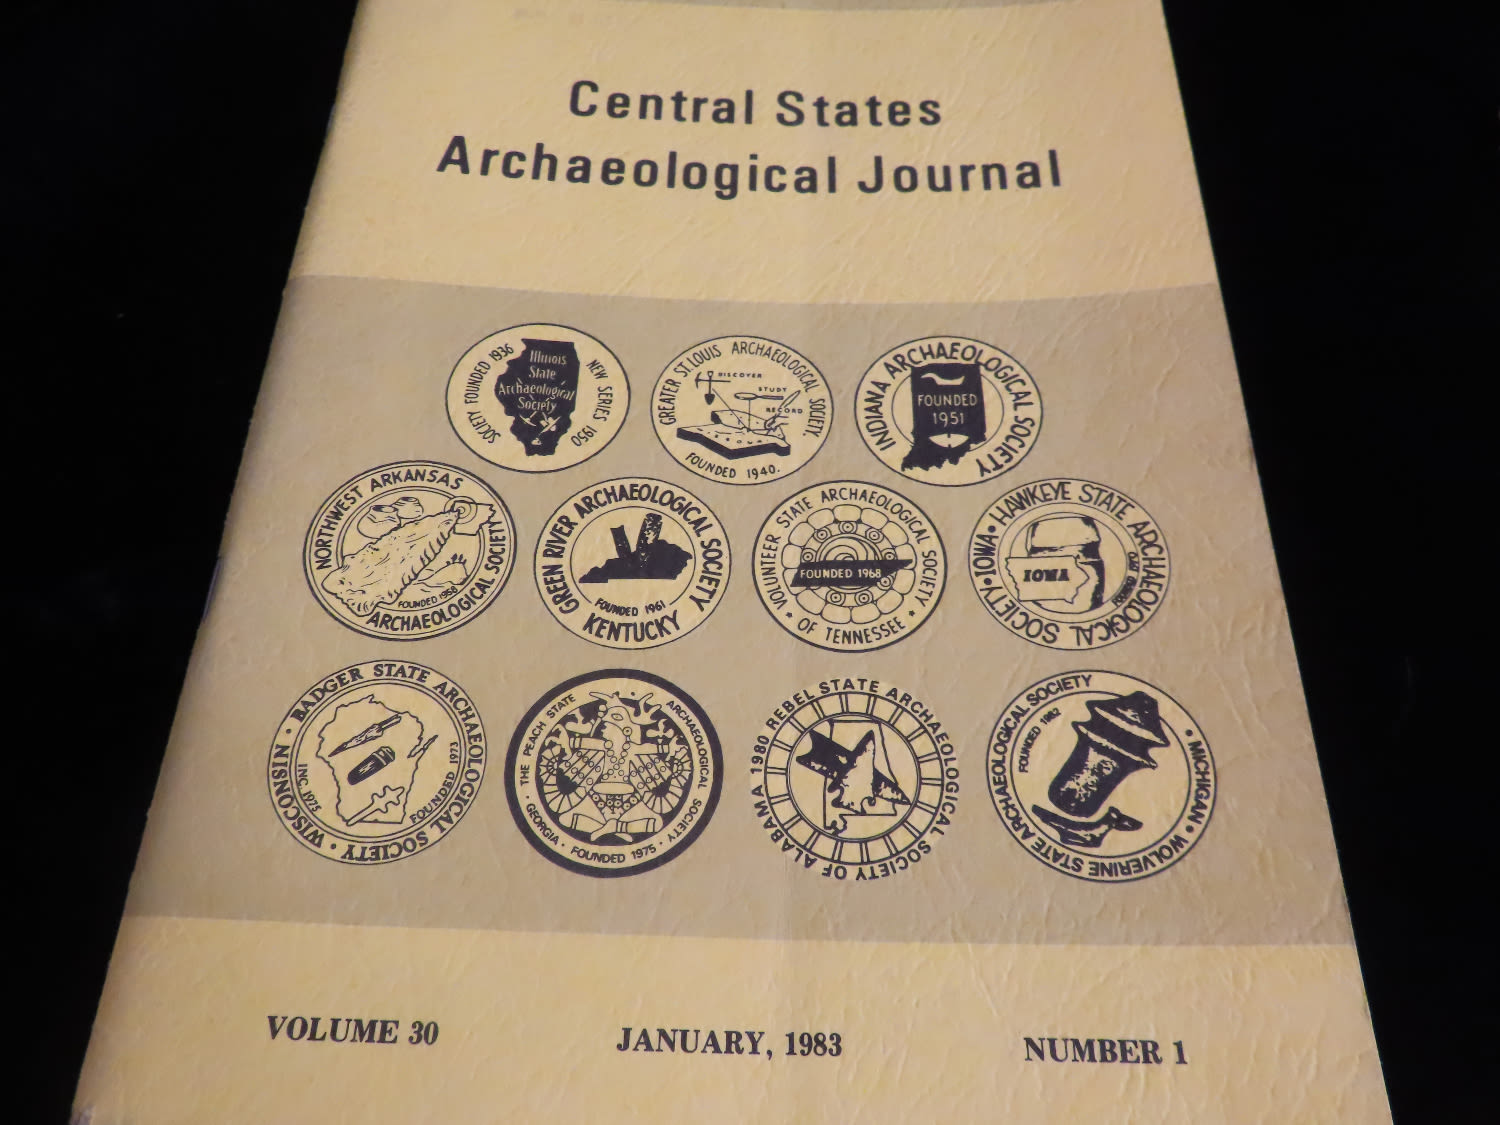 Central States
Archaeological Journal
SOCIETY FOUNDED 1936
NEW SERIES 1950
Illinois
State
Archaeological
Society
GREATER ST. LOUIS ARCHAEOLOGICAL SOCIETY.
DISCOVER
STUDY
RECORD
FOUNDED 1940.
INDIANA ARCHAEOLOGICAL SOCIETY
FOUNDED
1951
NORTHWEST ARKANSAS
ARCHAEOLOGICAL SOCIETY
FOUNDED 1958
GREEN RIVER ARCHAEOLOGICAL SOCIETY
FOUNDED 1961
KENTUCKY
VOLUNTEER STATE ARCHAEOLOGICAL SOCIETY
FOUNDED 1968
* OF TENNESSEE *
HAWKEYE STATE ARCHAEOLOGICAL SOCIETY • IOWA •
IOWA
BADGER STATE ARCHAEOLOGICAL SOCIETY • WISCONSIN •
INC. 1975
FOUNDED 1973
THE PEACH STATE
ARCHAEOLOGICAL SOCIETY
• GEORGIA • FOUNDED 1975 •
1980 REBEL STATE ARCHAEOLOGICAL SOCIETY OF ALABAMA
• MICHIGAN • WOLVERINE STATE ARCHAEOLOGICAL SOCIETY
FOUNDED 1982
VOLUME 30
JANUARY, 1983
NUMBER 1